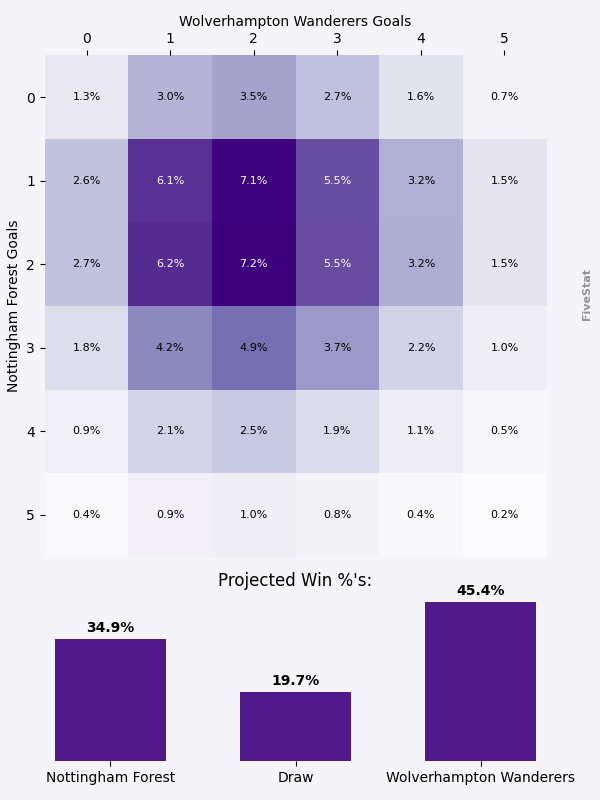 Wolverhampton Wanderers Goals
0 1 2 3 4 5
Nottingham Forest Goals
0 1.3% 3.0% 3.5% 2.7% 1.6% 0.7%
1 2.6% 6.1% 7.1% 5.5% 3.2% 1.5%
2 2.7% 6.2% 7.2% 5.5% 3.2% 1.5%
3 1.8% 4.2% 4.9% 3.7% 2.2% 1.0%
4 0.9% 2.1% 2.5% 1.9% 1.1% 0.5%
5 0.4% 0.9% 1.0% 0.8% 0.4% 0.2%
FiveStat
Projected Win %'s:
34.9% 19.7% 45.4%
Nottingham Forest Draw Wolverhampton Wanderers